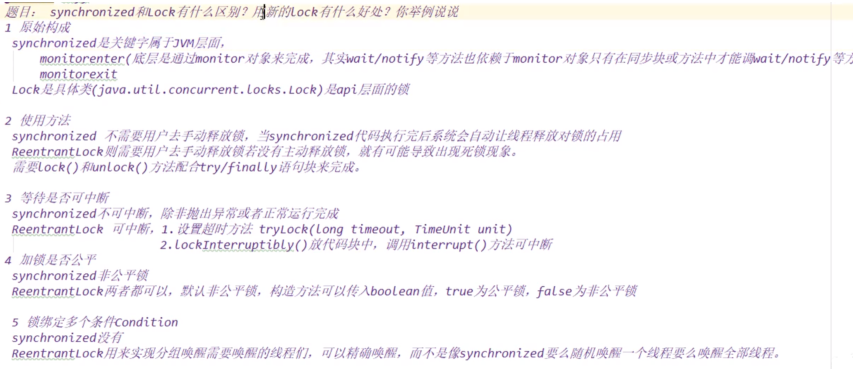 题目： synchronized和Lock有什么区别？用新的Lock有什么好处？你举例说说
1 原始构成
synchronized是关键字属于JVM层面，
monitorenter(底层是通过monitor对象来完成，其实wait/notify等方法也依赖于monitor对象只有在同步块或方法中才能调wait/notify等方
monitorexit
Lock是具体类(java.util.concurrent.locks.Lock)是api层面的锁
2 使用方法
synchronized 不需要用户去手动释放锁，当synchronized代码执行完后系统会自动让线程释放对锁的占用
ReentrantLock则需要用户去手动释放锁若没有主动释放锁，就有可能导致出现死锁现象。
需要lock()和unlock()方法配合try/finally语句块来完成。
3 等待是否可中断
synchronized不可中断，除非抛出异常或者正常运行完成
ReentrantLock 可中断，1.设置超时方法 tryLock(long timeout, TimeUnit unit)
2.lockInterruptibly()放代码块中，调用interrupt()方法可中断
4 加锁是否公平
synchronized非公平锁
ReentrantLock两者都可以，默认非公平锁，构造方法可以传入boolean值，true为公平锁，false为非公平锁
5 锁绑定多个条件Condition
synchronized没有
ReentrantLock用来实现分组唤醒需要唤醒的线程们，可以精确唤醒，而不是像synchronized要么随机唤醒一个线程要么唤醒全部线程。